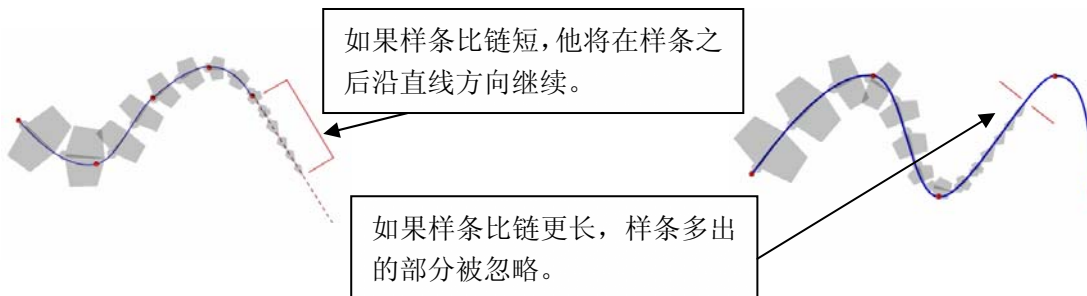 如果样条比链短，他将在样条之
后沿直线方向继续。
如果样条比链更长，样条多出
的部分被忽略。